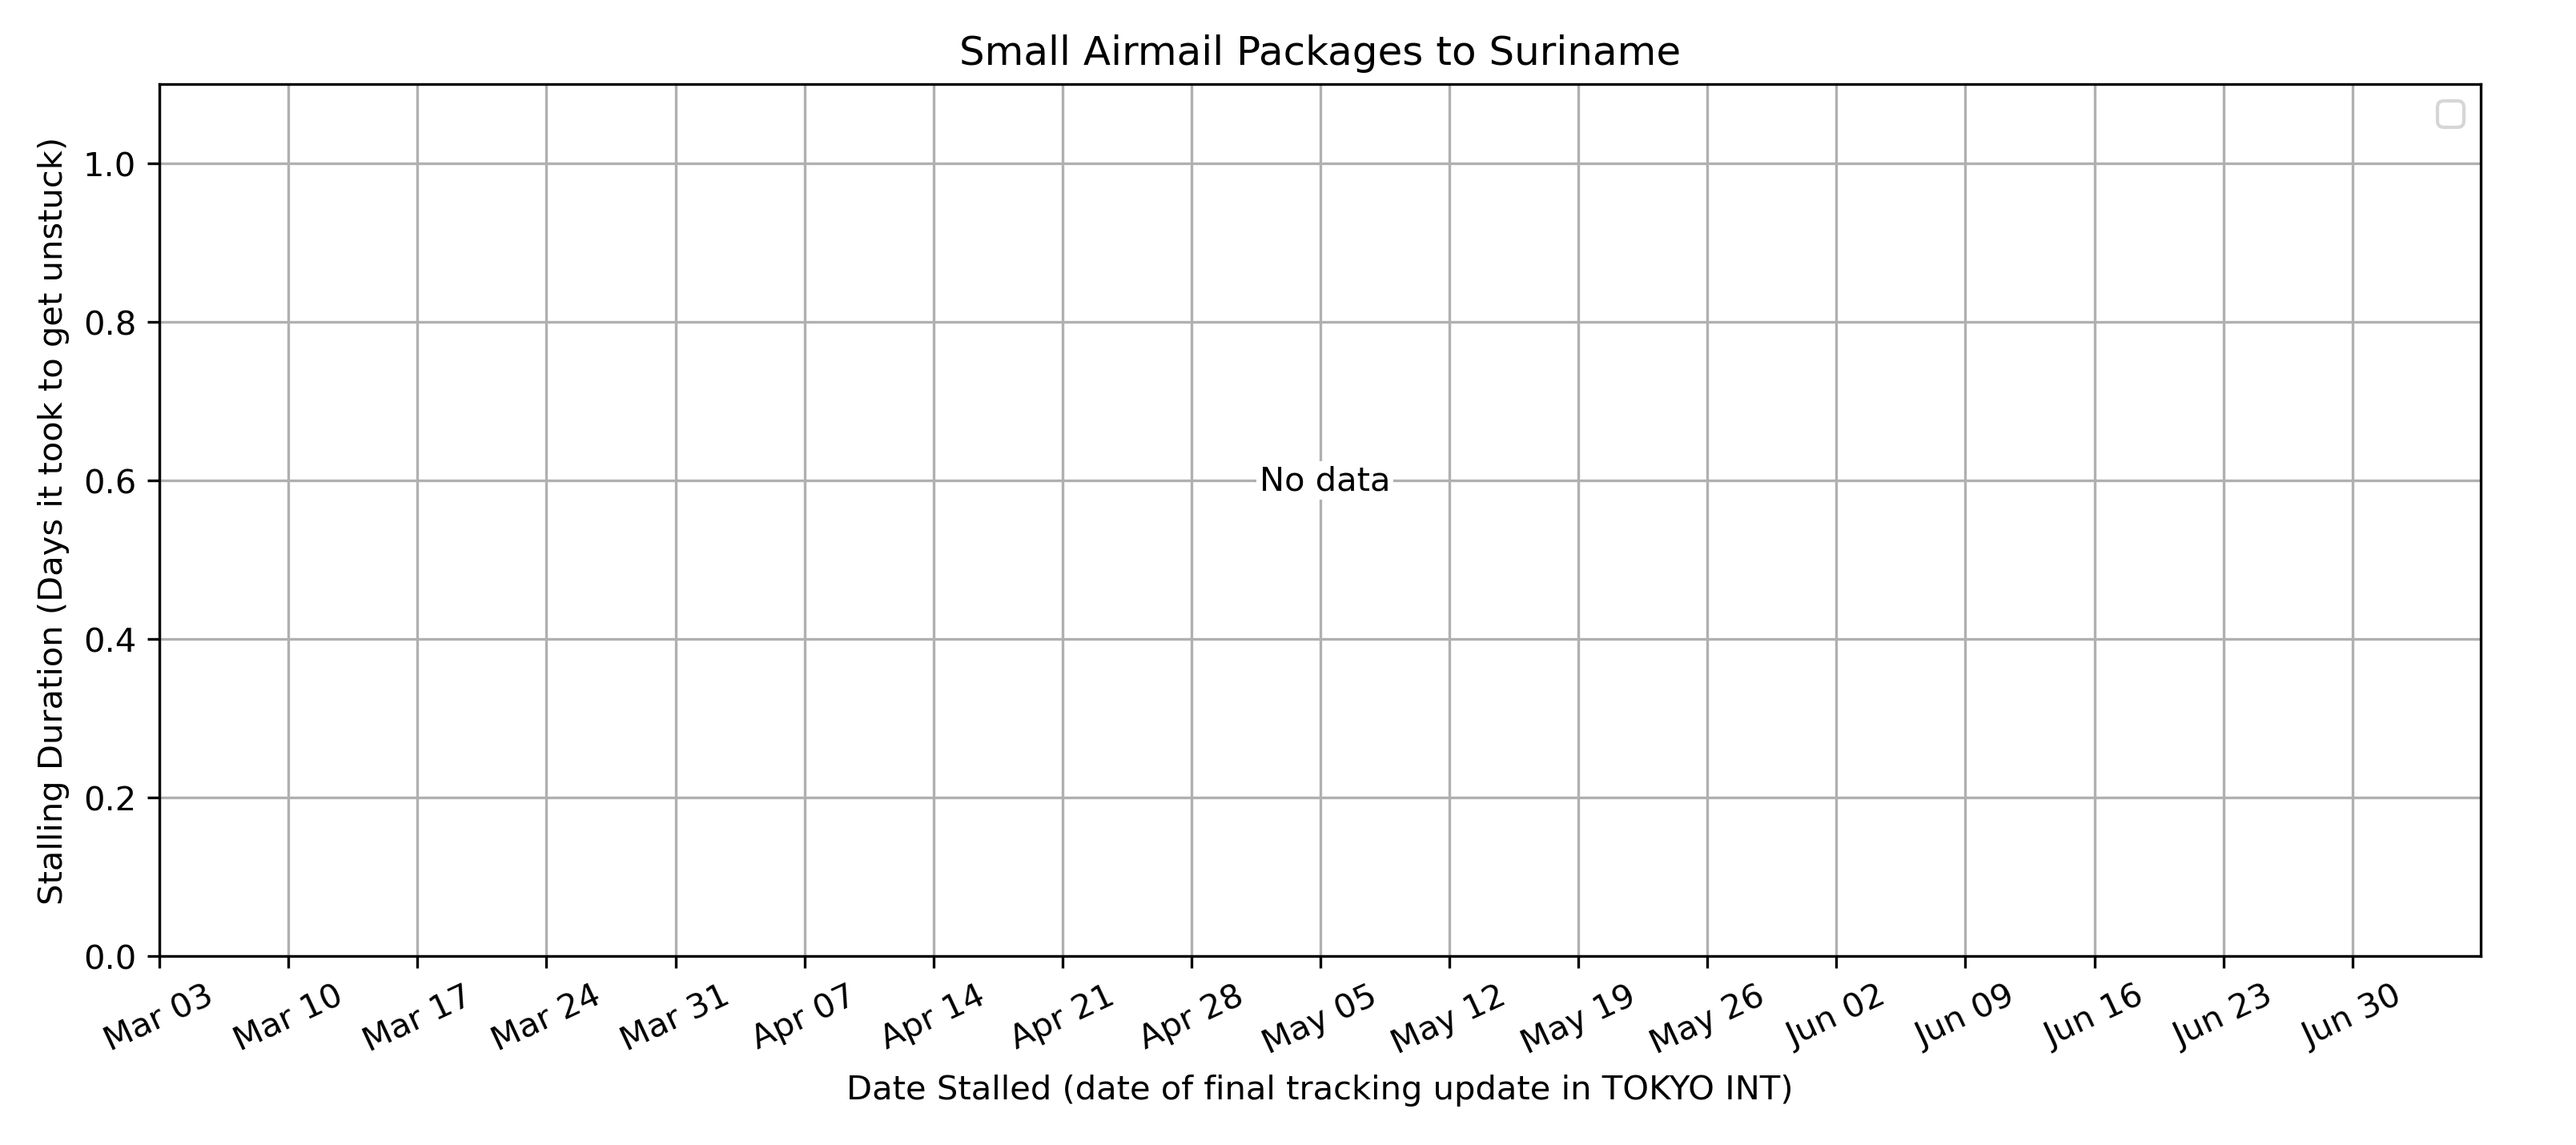 Small Airmail Packages to Suriname
Stalling Duration (Days it took to get unstuck)
1.0
0.8
0.6
0.4
0.2
0.0
No data
Mar 03
Mar 10
Mar 17
Mar 24
Mar 31
Apr 07
Apr 14
Apr 21
Apr 28
May 05
May 12
May 19
May 26
Jun 02
Jun 09
Jun 16
Jun 23
Jun 30
Date Stalled (date of final tracking update in TOKYO INT)